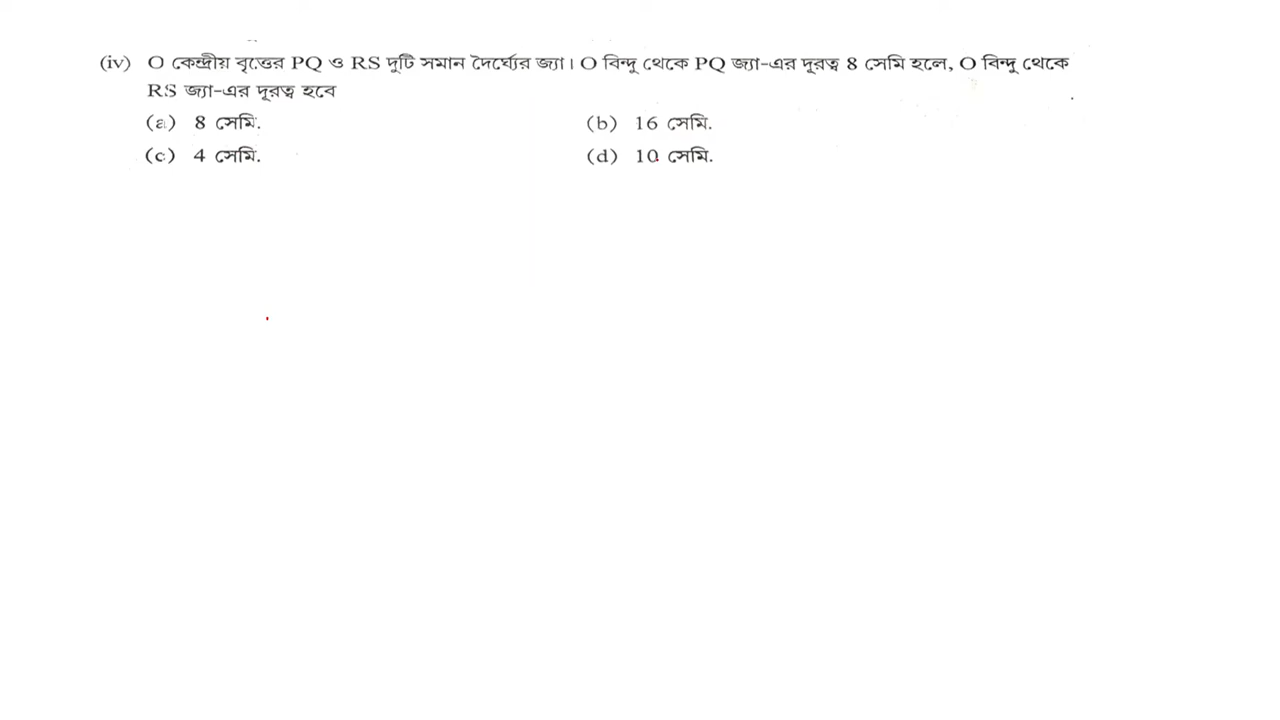 (iv) O কেন্দ্রীয় বৃত্তের PQ ও RS দুটি সমান দৈর্ঘ্যের জ্যা। O বিন্দু থেকে PQ জ্যা-এর দূরত্ব 8 সেমি হলে, O বিন্দু থেকে
RS জ্যা-এর দূরত্ব হবে
(a) 8 সেমি. (b) 16 সেমি.
(c) 4 সেমি. (d) 10 সেমি.